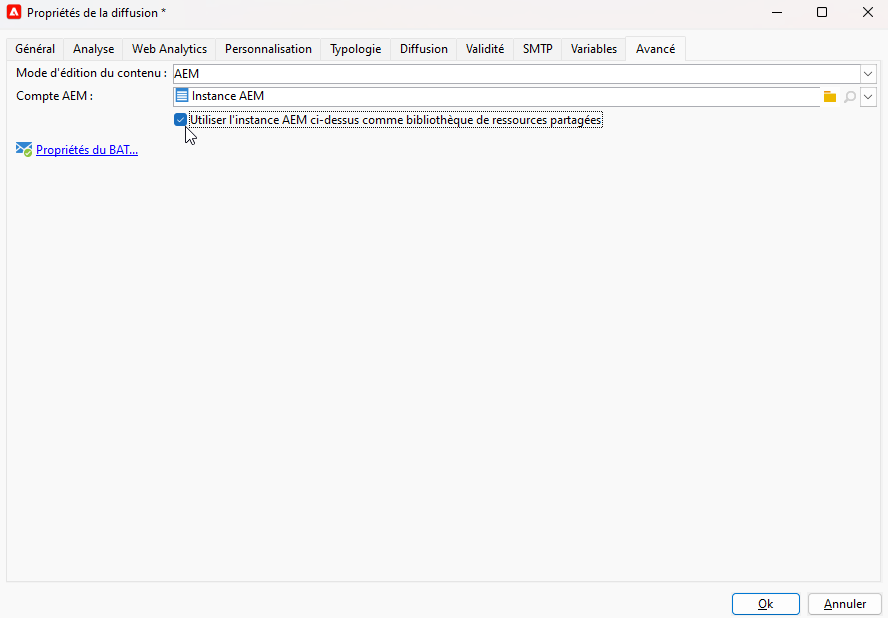 Propriétés de la diffusion *
Général Analyse Web Analytics Personnalisation Typologie Diffusion Validité SMTP Variables Avancé
Mode d'édition du contenu : AEM
Compte AEM : Instance AEM
Utiliser l'instance AEM ci-dessus comme bibliothèque de ressources partagées
Propriétés du BAT...
Ok Annuler